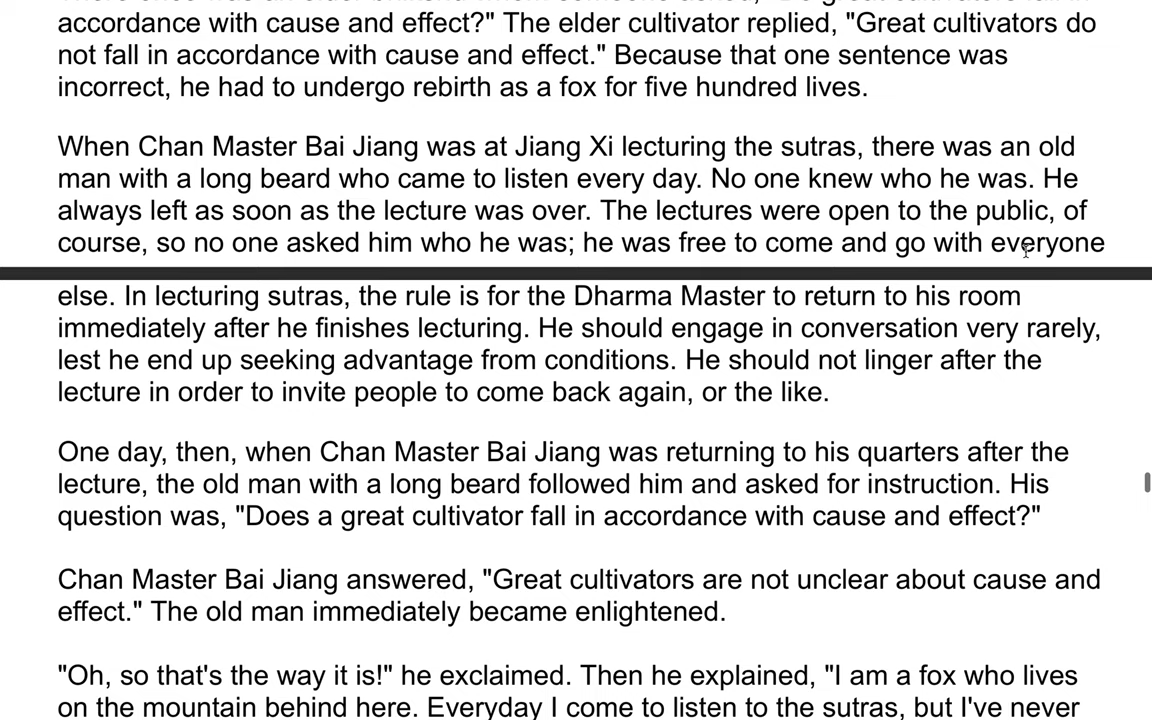 accordance with cause and effect?" The elder cultivator replied, "Great cultivators do
not fall in accordance with cause and effect." Because that one sentence was
incorrect, he had to undergo rebirth as a fox for five hundred lives.
When Chan Master Bai Jiang was at Jiang Xi lecturing the sutras, there was an old
man with a long beard who came to listen every day. No one knew who he was. He
always left as soon as the lecture was over. The lectures were open to the public, of
course, so no one asked him who he was; he was free to come and go with everyone
else. In lecturing sutras, the rule is for the Dharma Master to return to his room
immediately after he finishes lecturing. He should engage in conversation very rarely,
lest he end up seeking advantage from conditions. He should not linger after the
lecture in order to invite people to come back again, or the like.
One day, then, when Chan Master Bai Jiang was returning to his quarters after the
lecture, the old man with a long beard followed him and asked for instruction. His
question was, "Does a great cultivator fall in accordance with cause and effect?"
Chan Master Bai Jiang answered, "Great cultivators are not unclear about cause and
effect." The old man immediately became enlightened.
"Oh, so that's the way it is!" he exclaimed. Then he explained, "I am a fox who lives
on the mountain behind here. Everyday I come to listen to the sutras, but I've never